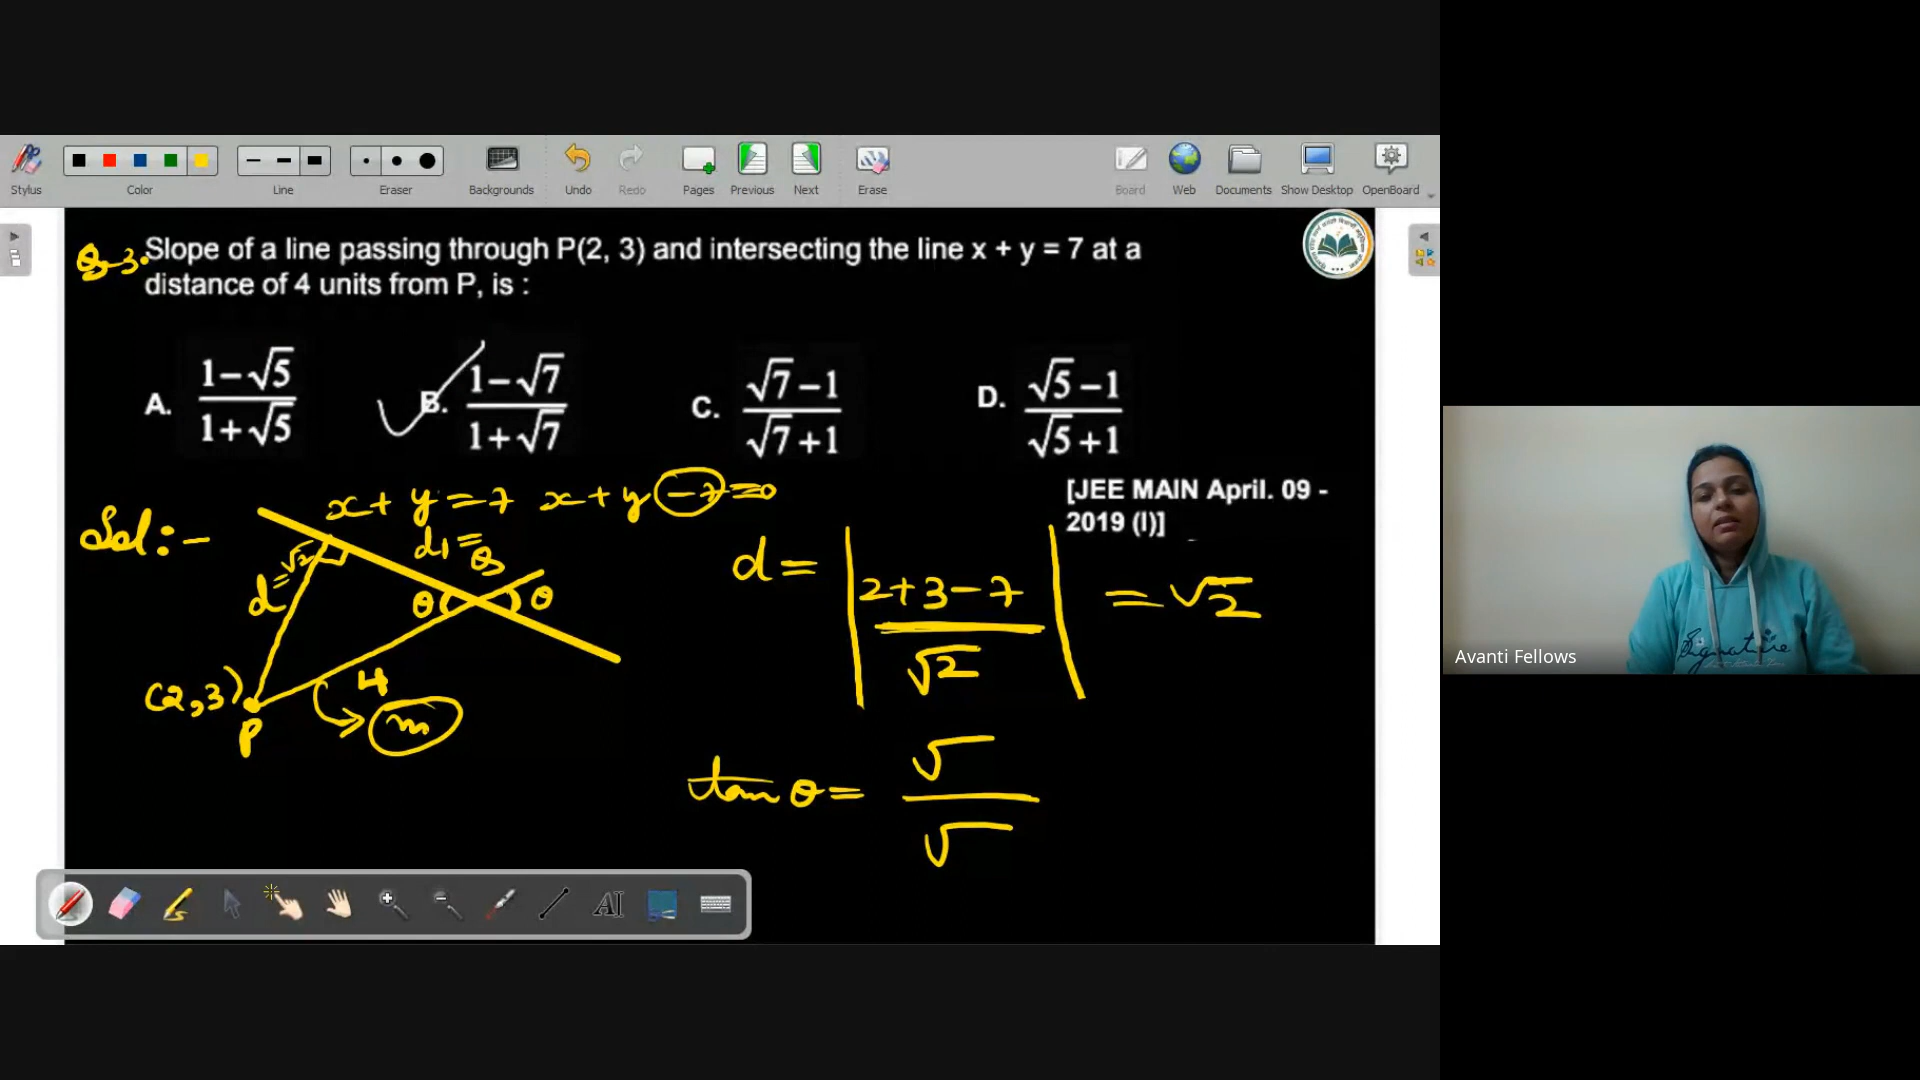 Stylus
Color
Line
Eraser
Backgrounds
Undo
Redo
Pages
Previous
Next
Erase
Board
Web
Documents
Show Desktop
OpenBoard
Q-3. Slope of a line passing through P(2, 3) and intersecting the line x + y = 7 at a
distance of 4 units from P, is :
A. (1-√5)/(1+√5)
B. (1-√7)/(1+√7)
C. (√7-1)/(√7+1)
D. (√5-1)/(√5+1)
[JEE MAIN April. 09 -
2019 (I)]
Sol:-
x + y = 7 x + y - 7 = 0
d1 =
Q
d = √2
θ θ
(2,3)
P
4
m
d = |(2+3-7)/√2| = √2
tan θ = √/√
AI
Avanti Fellows
Signature